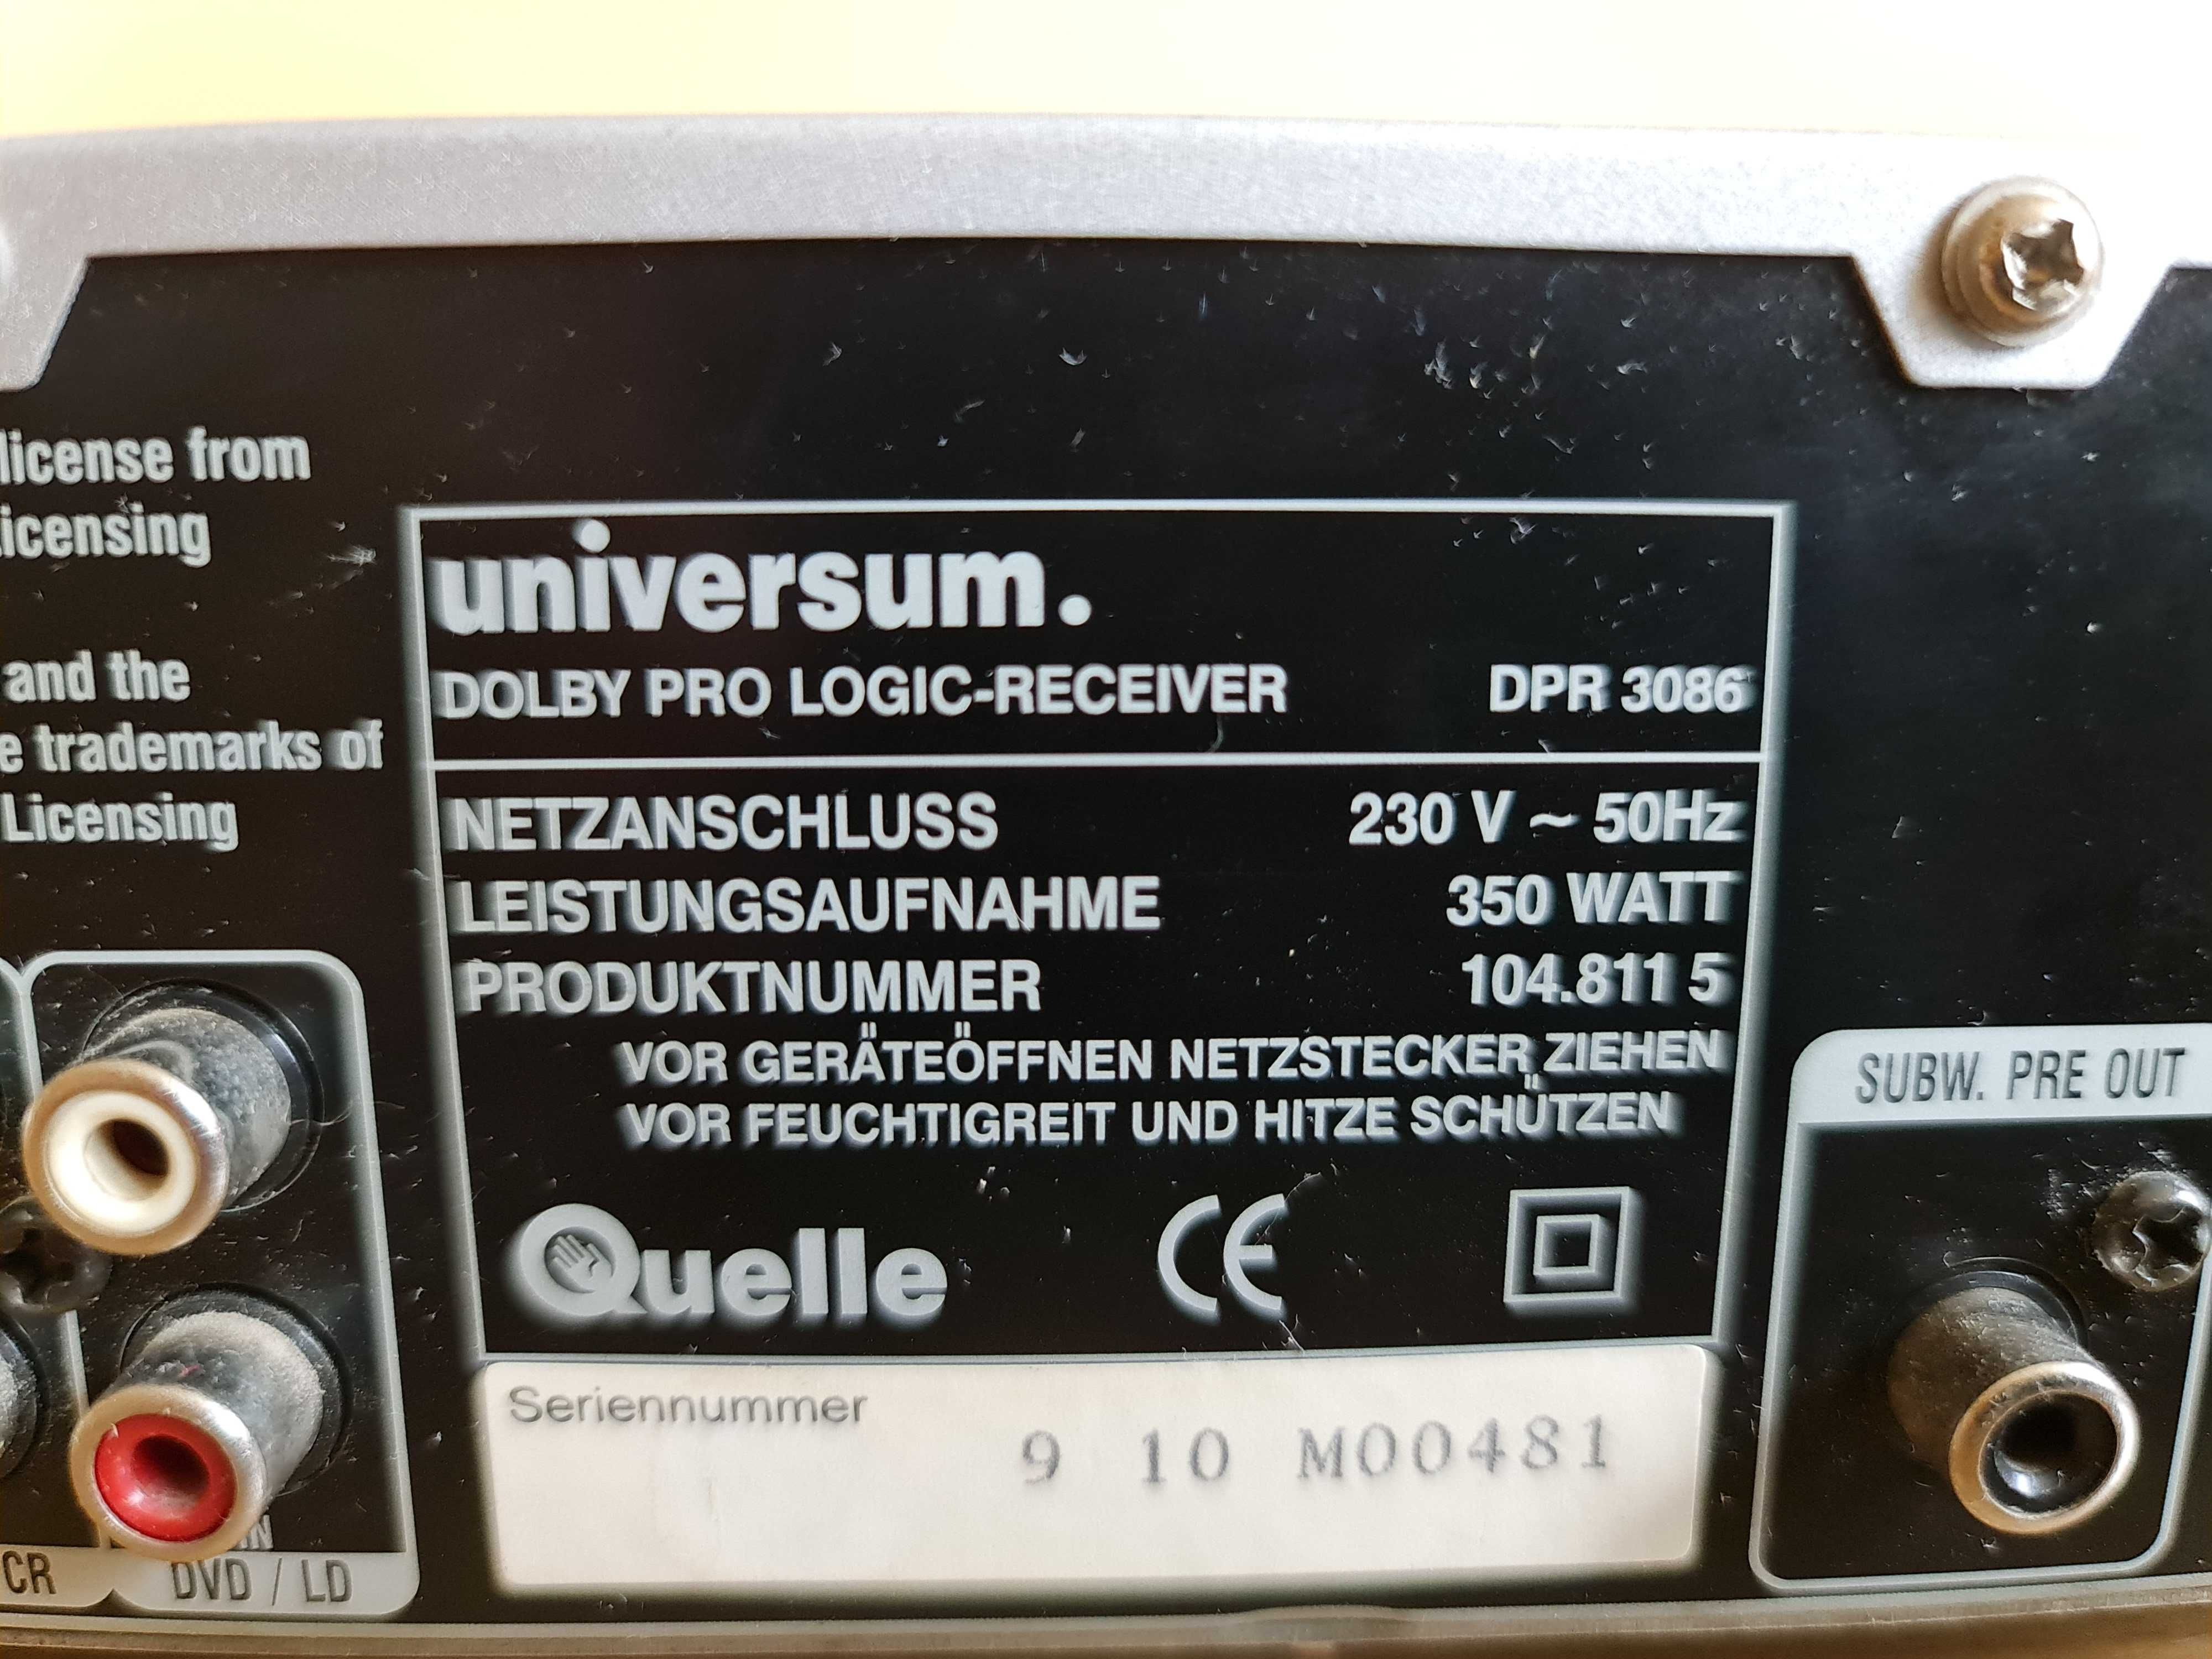 license from
icensing
and the
e trademarks of
Licensing
universum.
DOLBY PRO LOGIC-RECEIVER DPR 3086
NETZANSCHLUSS 230 V ~ 50Hz
LEISTUNGSAUFNAHME 350 WATT
PRODUKTNUMMER 104.811 5
VOR GERÄTEÖFFNEN NETZSTECKER ZIEHEN
VOR FEUCHTIGREIT UND HITZE SCHÜTZEN
Quelle CE
Seriennummer
9 10 M00481
SUBW. PRE OUT
IN
CR
DVD / LD